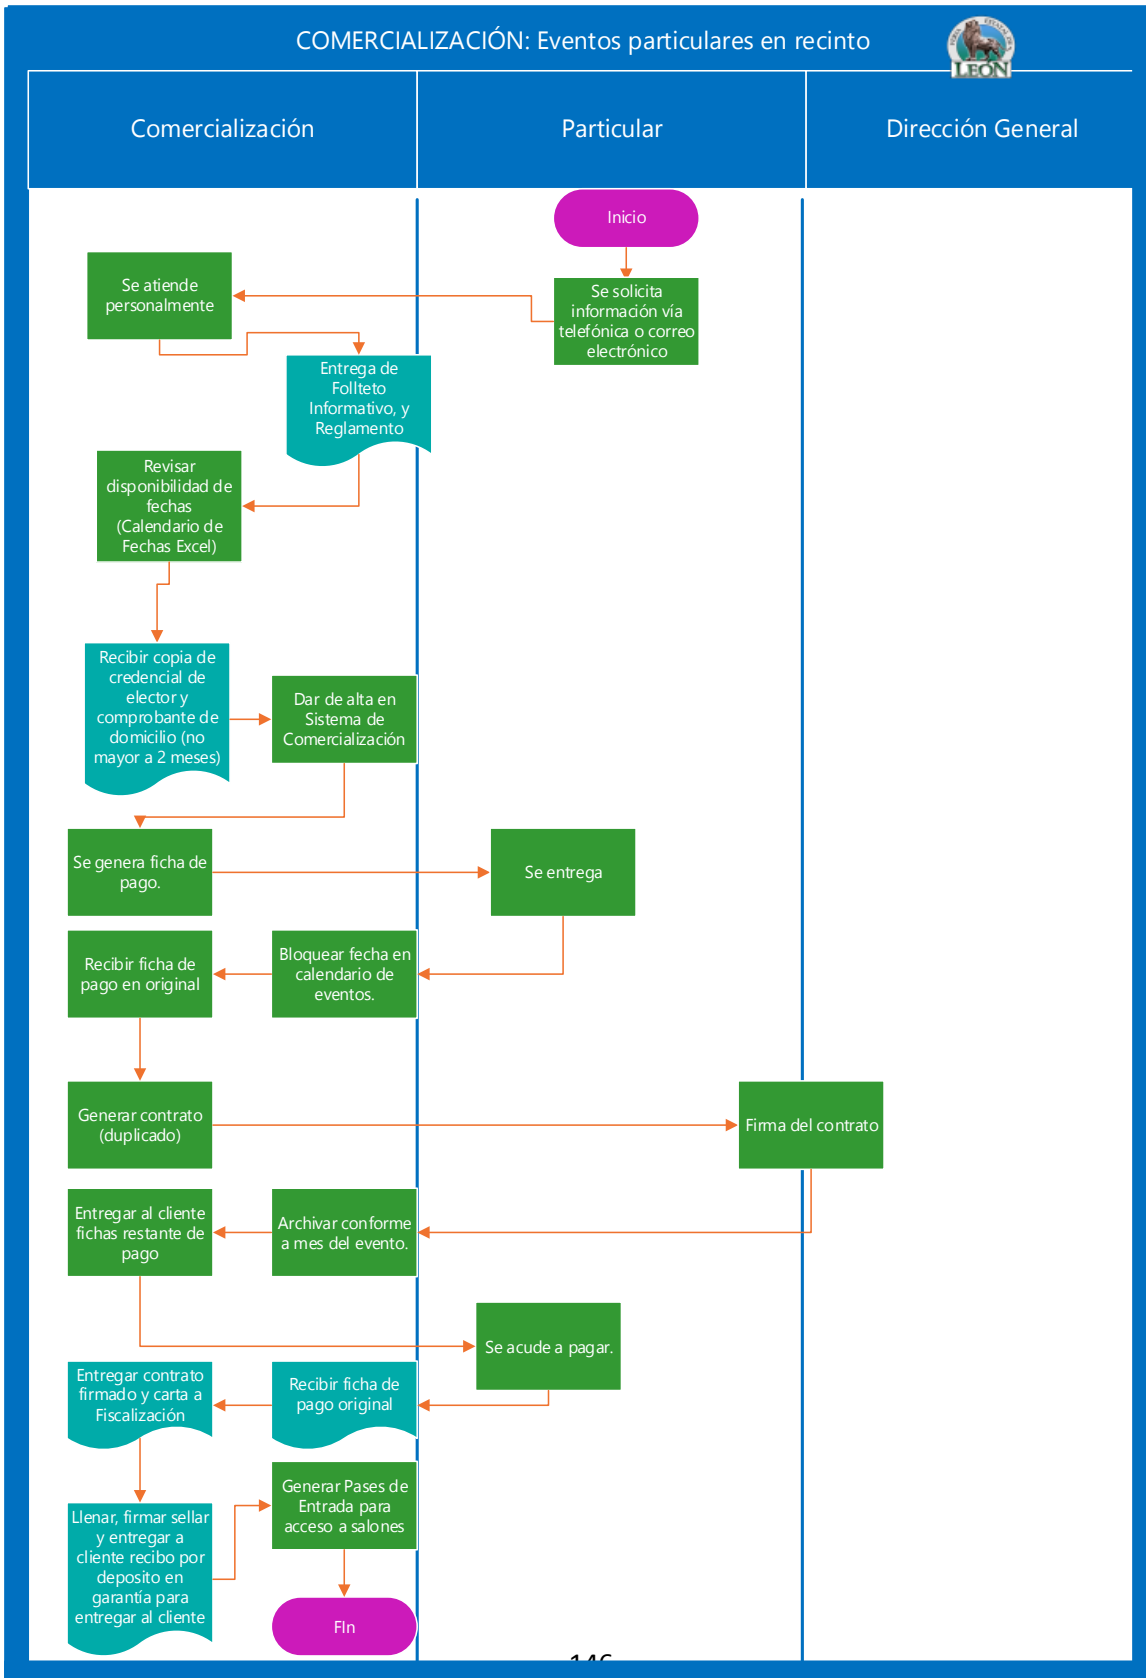 COMERCIALIZACIÓN: Eventos particulares en recinto
LEON
Comercialización
Particular
Dirección General
Inicio
Se solicita
información vía
telefónica o correo
electrónico
Se atiende
personalmente
Entrega de
Follteto
Informativo, y
Reglamento
Revisar
disponibilidad de
fechas
(Calendario de
Fechas Excel)
Recibir copia de
credencial de
elector y
comprobante de
domicilio (no
mayor a 2 meses)
Dar de alta en
Sistema de
Comercialización
Se genera ficha de
pago.
Se entrega
Bloquear fecha en
calendario de
eventos.
Recibir ficha de
pago en original
Generar contrato
(duplicado)
Firma del contrato
Archivar conforme
a mes del evento.
Entregar al cliente
fichas restante de
pago
Se acude a pagar.
Recibir ficha de
pago original
Entregar contrato
firmado y carta a
Fiscalización
Llenar, firmar sellar
y entregar a
cliente recibo por
deposito en
garantía para
entregar al cliente
Generar Pases de
Entrada para
acceso a salones
FIn
146